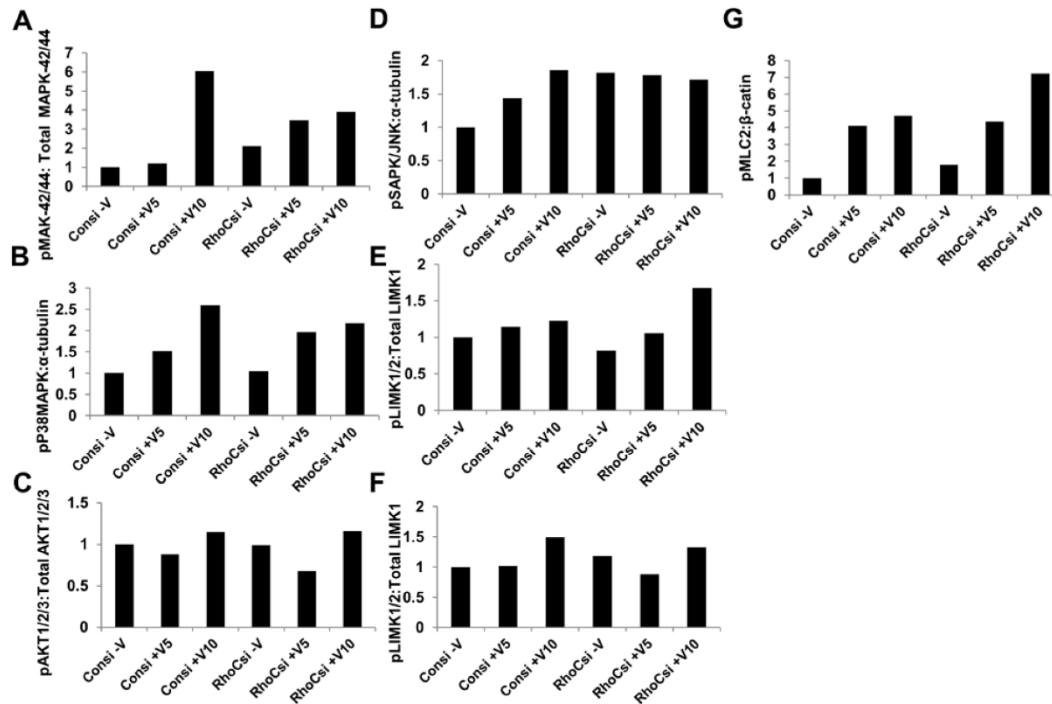 A
pMAK-42/44: Total MAPK-42/44
7
6
5
4
3
2
1
0
Consi -V
Consi +V5
Consi +V10
RhoCsi -V
RhoCsi +V5
RhoCsi +V10
B
pP38MAPK:α-tubulin
3
2.5
2
1.5
1
0.5
0
Consi -V
Consi +V5
Consi +V10
RhoCsi -V
RhoCsi +V5
RhoCsi +V10
C
pAKT1/2/3:Total AKT1/2/3
1.5
1
0.5
0
Consi -V
Consi +V5
Consi +V10
RhoCsi -V
RhoCsi +V5
RhoCsi +V10
D
pSAPK/JNK:α-tubulin
2
1.5
1
0.5
0
Consi -V
Consi +V5
Consi +V10
RhoCsi -V
RhoCsi +V5
RhoCsi +V10
E
pLIMK1/2:Total LIMK1
2
1.5
1
0.5
0
Consi -V
Consi +V5
Consi +V10
RhoCsi -V
RhoCsi +V5
RhoCsi +V10
F
pLIMK1/2:Total LIMK1
2
1.5
1
0.5
0
Consi -V
Consi +V5
Consi +V10
RhoCsi -V
RhoCsi +V5
RhoCsi +V10
G
pMLC2:β-catin
8
7
6
5
4
3
2
1
0
Consi -V
Consi +V5
Consi +V10
RhoCsi -V
RhoCsi +V5
RhoCsi +V10